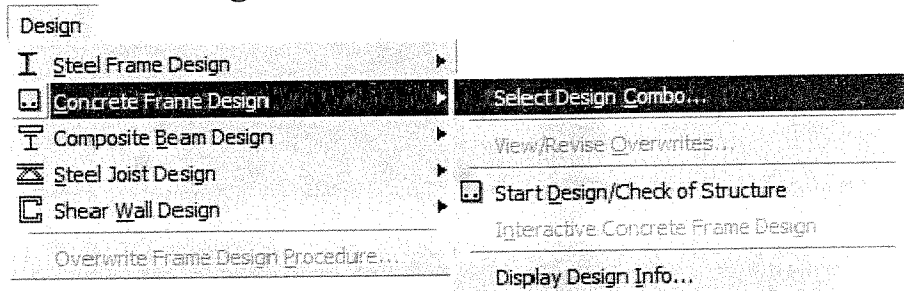 Design
Steel Frame Design
Concrete Frame Design
Composite Beam Design
Steel Joist Design
Shear Wall Design
Overwrite Frame Design Procedure...
Select Design Combo...
View/Revise Overwrites...
Start Design/Check of Structure
Interactive Concrete Frame Design
Display Design Info...